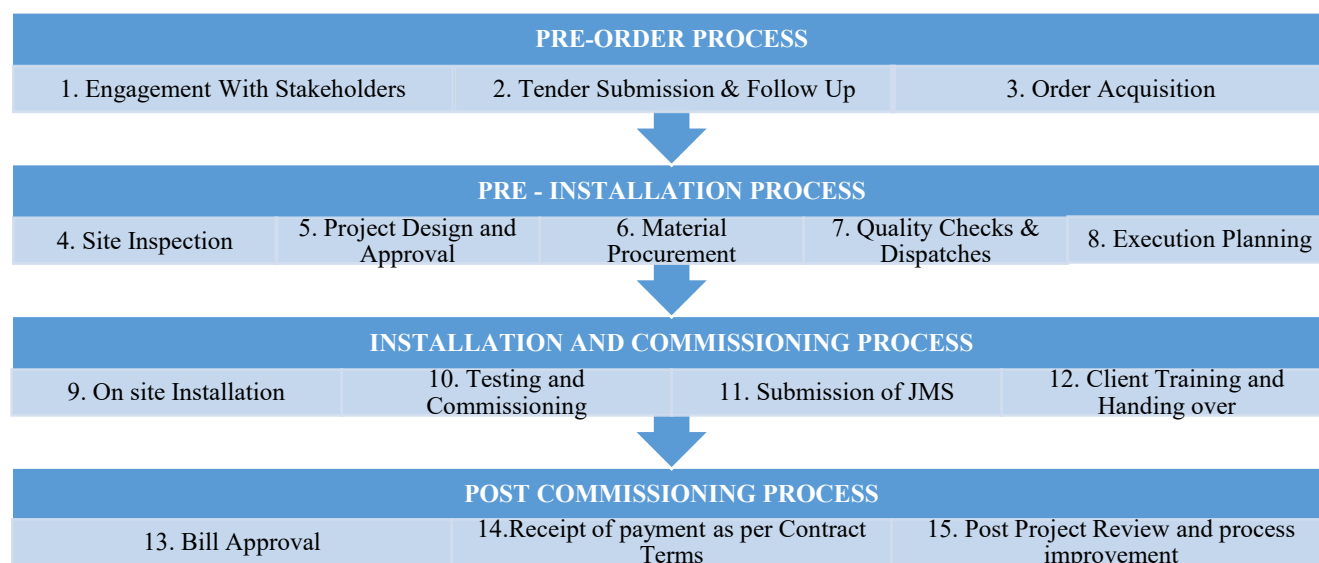 PRE-ORDER PROCESS
1. Engagement With Stakeholders
2. Tender Submission & Follow Up
3. Order Acquisition
PRE - INSTALLATION PROCESS
4. Site Inspection
5. Project Design and
Approval
6. Material
Procurement
7. Quality Checks &
Dispatches
8. Execution Planning
INSTALLATION AND COMMISSIONING PROCESS
9. On site Installation
10. Testing and
Commissioning
11. Submission of JMS
12. Client Training and
Handing over
POST COMMISSIONING PROCESS
13. Bill Approval
14.Receipt of payment as per Contract
Terms
15. Post Project Review and process
improvement